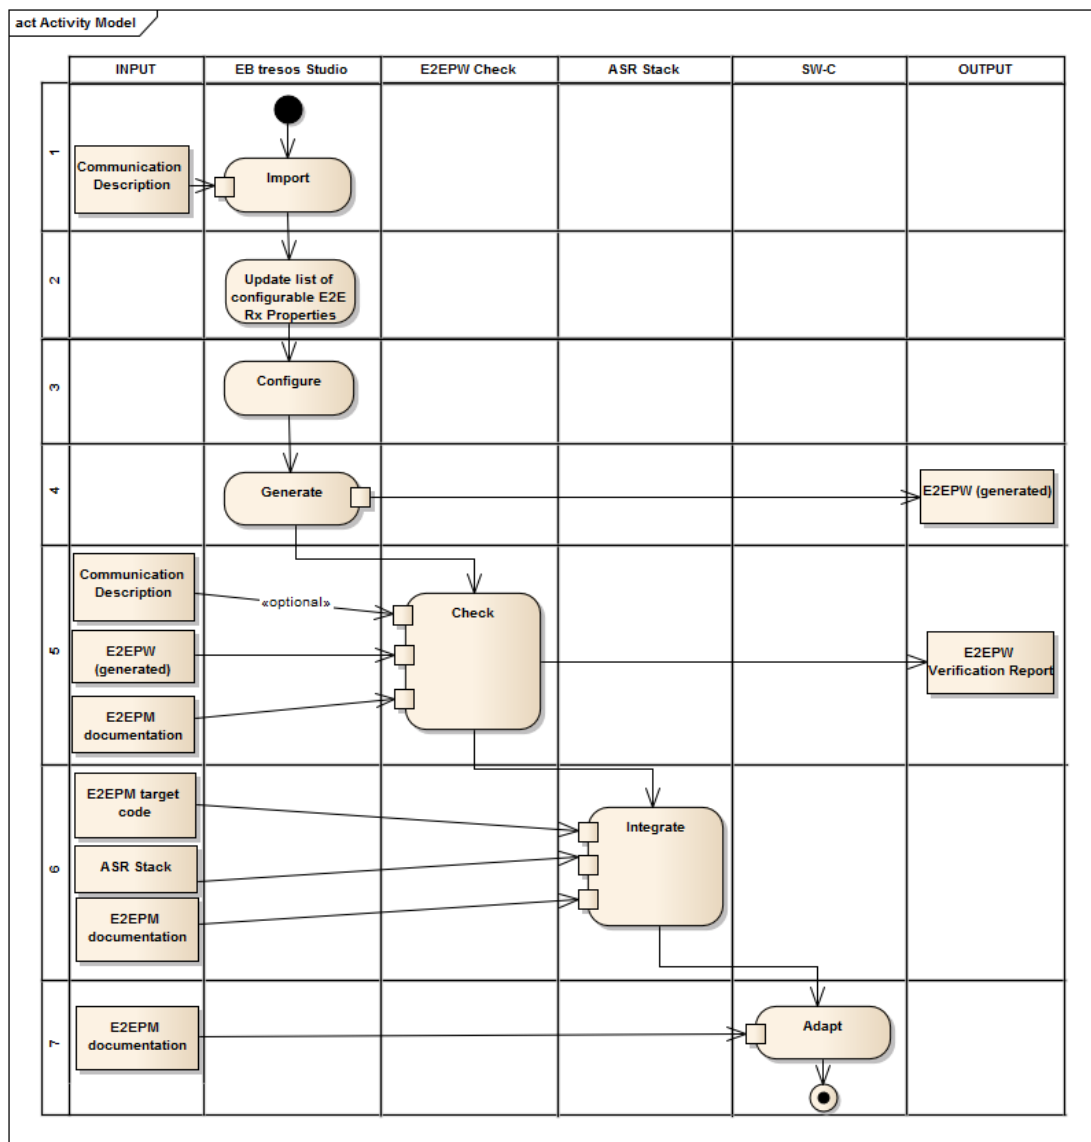 act Activity Model
INPUT
EB tresos Studio
E2EPW Check
ASR Stack
SW-C
OUTPUT
1
Communication
Description
Import
2
Update list of
configurable E2E
Rx Properties
3
Configure
4
Generate
E2EPW (generated)
5
Communication
Description
«optional»
Check
E2EPW
(generated)
E2EPW
Verification Report
E2EPM
documentation
6
E2EPM target
code
Integrate
ASR Stack
E2EPM
documentation
7
E2EPM
documentation
Adapt